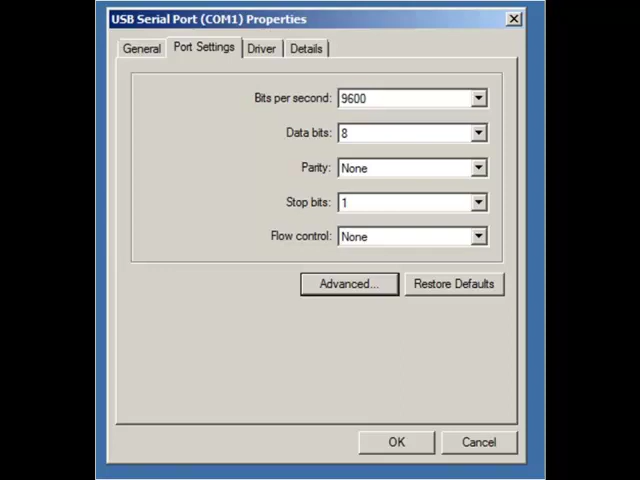 USB Serial Port (COM1) Properties
General Port Settings Driver Details
Bits per second: 9600
Data bits: 8
Parity: None
Stop bits: 1
Flow control: None
Advanced... Restore Defaults
OK Cancel